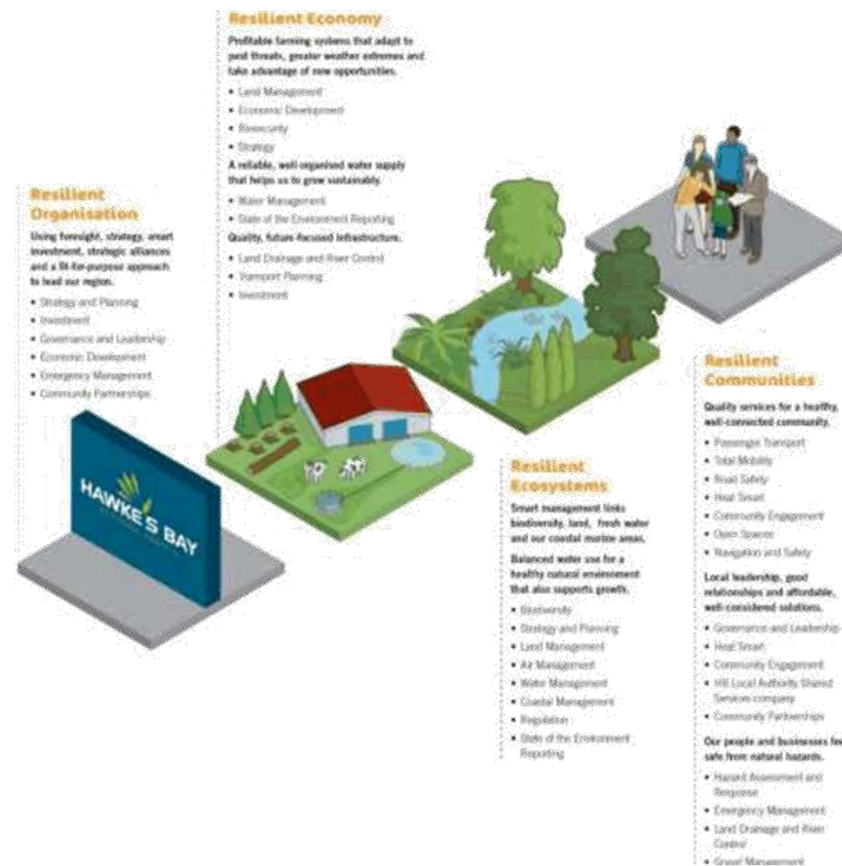 Resilient Economy
Profitable farming systems that adapt to
pest threats, greater weather extremes and
take advantage of new opportunities.
• Land Management
• Economic Development
• Biosecurity
• Strategy
A reliable, well-organised water supply
that helps us to grow sustainably.
• Water Management
• State of the Environment Reporting
Quality, future-focused infrastructure.
• Land Drainage and River Control
• Transport Planning
• Investment
Resilient
Organisation
Using foresight, strategy, smart
investment, strategic alliances
and a fit-for-purpose approach
to lead our region.
• Strategy and Planning
• Investment
• Governance and Leadership
• Economic Development
• Emergency Management
• Community Partnerships
HAWKE'S BAY
Resilient
Ecosystems
Smart management links
biodiversity, land, fresh water
and our coastal marine areas.
Balanced water use for a
healthy natural environment
that also supports growth.
• Biodiversity
• Strategy and Planning
• Land Management
• Air Management
• Water Management
• Coastal Management
• Regulation
• State of the Environment
Reporting
Resilient
Communities
Quality services for a healthy,
well-connected community.
• Passenger Transport
• Total Mobility
• Road Safety
• Heat Smart
• Community Engagement
• Open Spaces
• Navigation and Safety
Local leadership, good
relationships and affordable,
well-considered solutions.
• Governance and Leadership
• Heat Smart
• Community Engagement
• HB Local Authority Shared
Services company
• Community Partnerships
Our people and businesses fee
safe from natural hazards.
• Hazard Assessment and
Response
• Emergency Management
• Land Drainage and River
Control
• Gravel Management